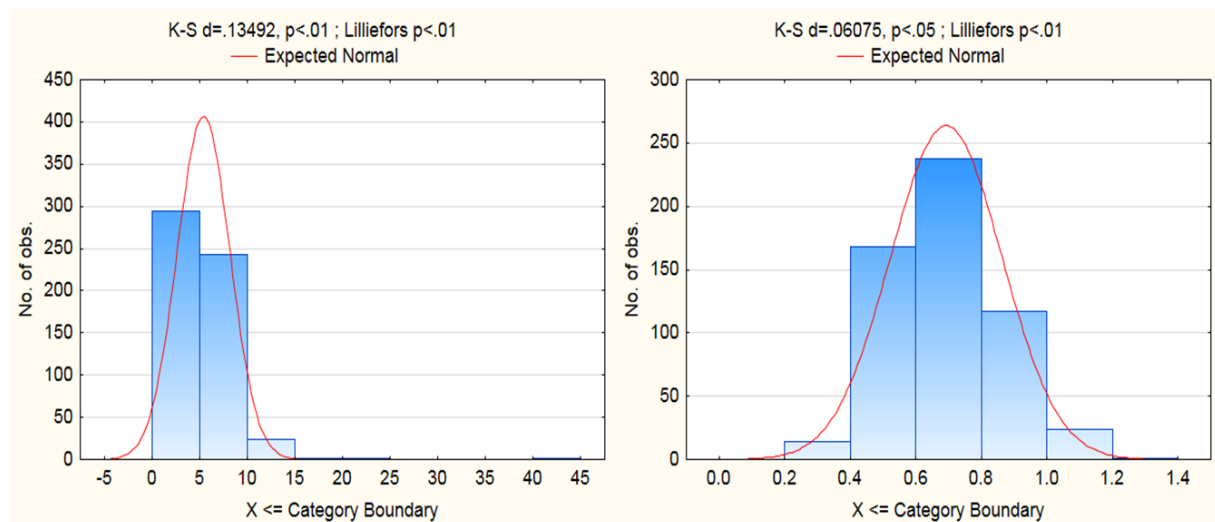 K-S d=.13492, p<.01 ; Lilliefors p<.01
Expected Normal
450
400
350
300
250
200
150
100
50
0
No. of obs.
-5 0 5 10 15 20 25 30 35 40 45
X <= Category Boundary
K-S d=.06075, p<.05 ; Lilliefors p<.01
Expected Normal
300
250
200
150
100
50
0
No. of obs.
0.0 0.2 0.4 0.6 0.8 1.0 1.2 1.4
X <= Category Boundary